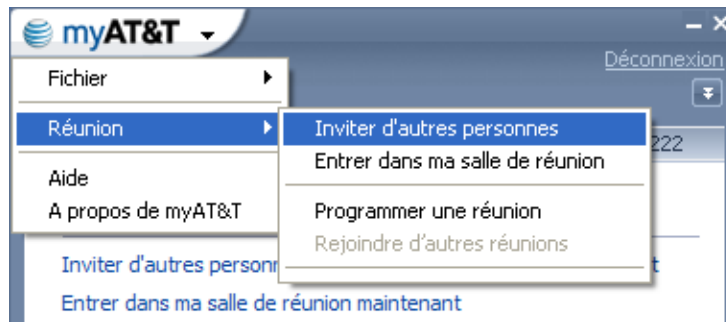 myAT&T
Déconnexion
Fichier
Réunion
Aide
A propos de myAT&T
Inviter d'autres personnes
Entrer dans ma salle de réunion
Programmer une réunion
Rejoindre d'autres réunions
222
Inviter d'autres t
Entrer dans ma salle de réunion maintenant